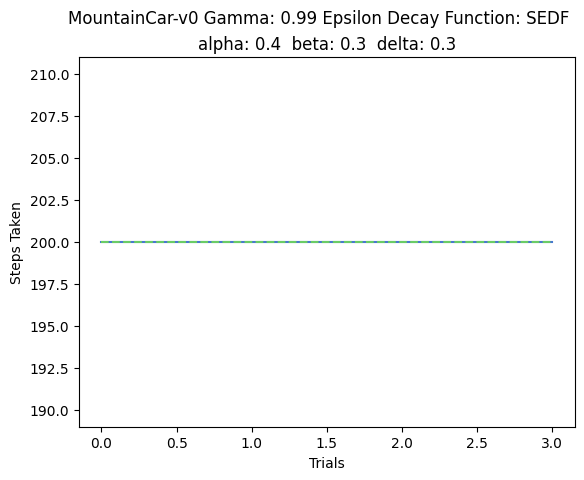 MountainCar-v0 Gamma: 0.99 Epsilon Decay Function: SEDF
alpha: 0.4  beta: 0.3  delta: 0.3
210.0
207.5
205.0
202.5
200.0
197.5
195.0
192.5
190.0
Steps Taken
0.0 0.5 1.0 1.5 2.0 2.5 3.0
Trials